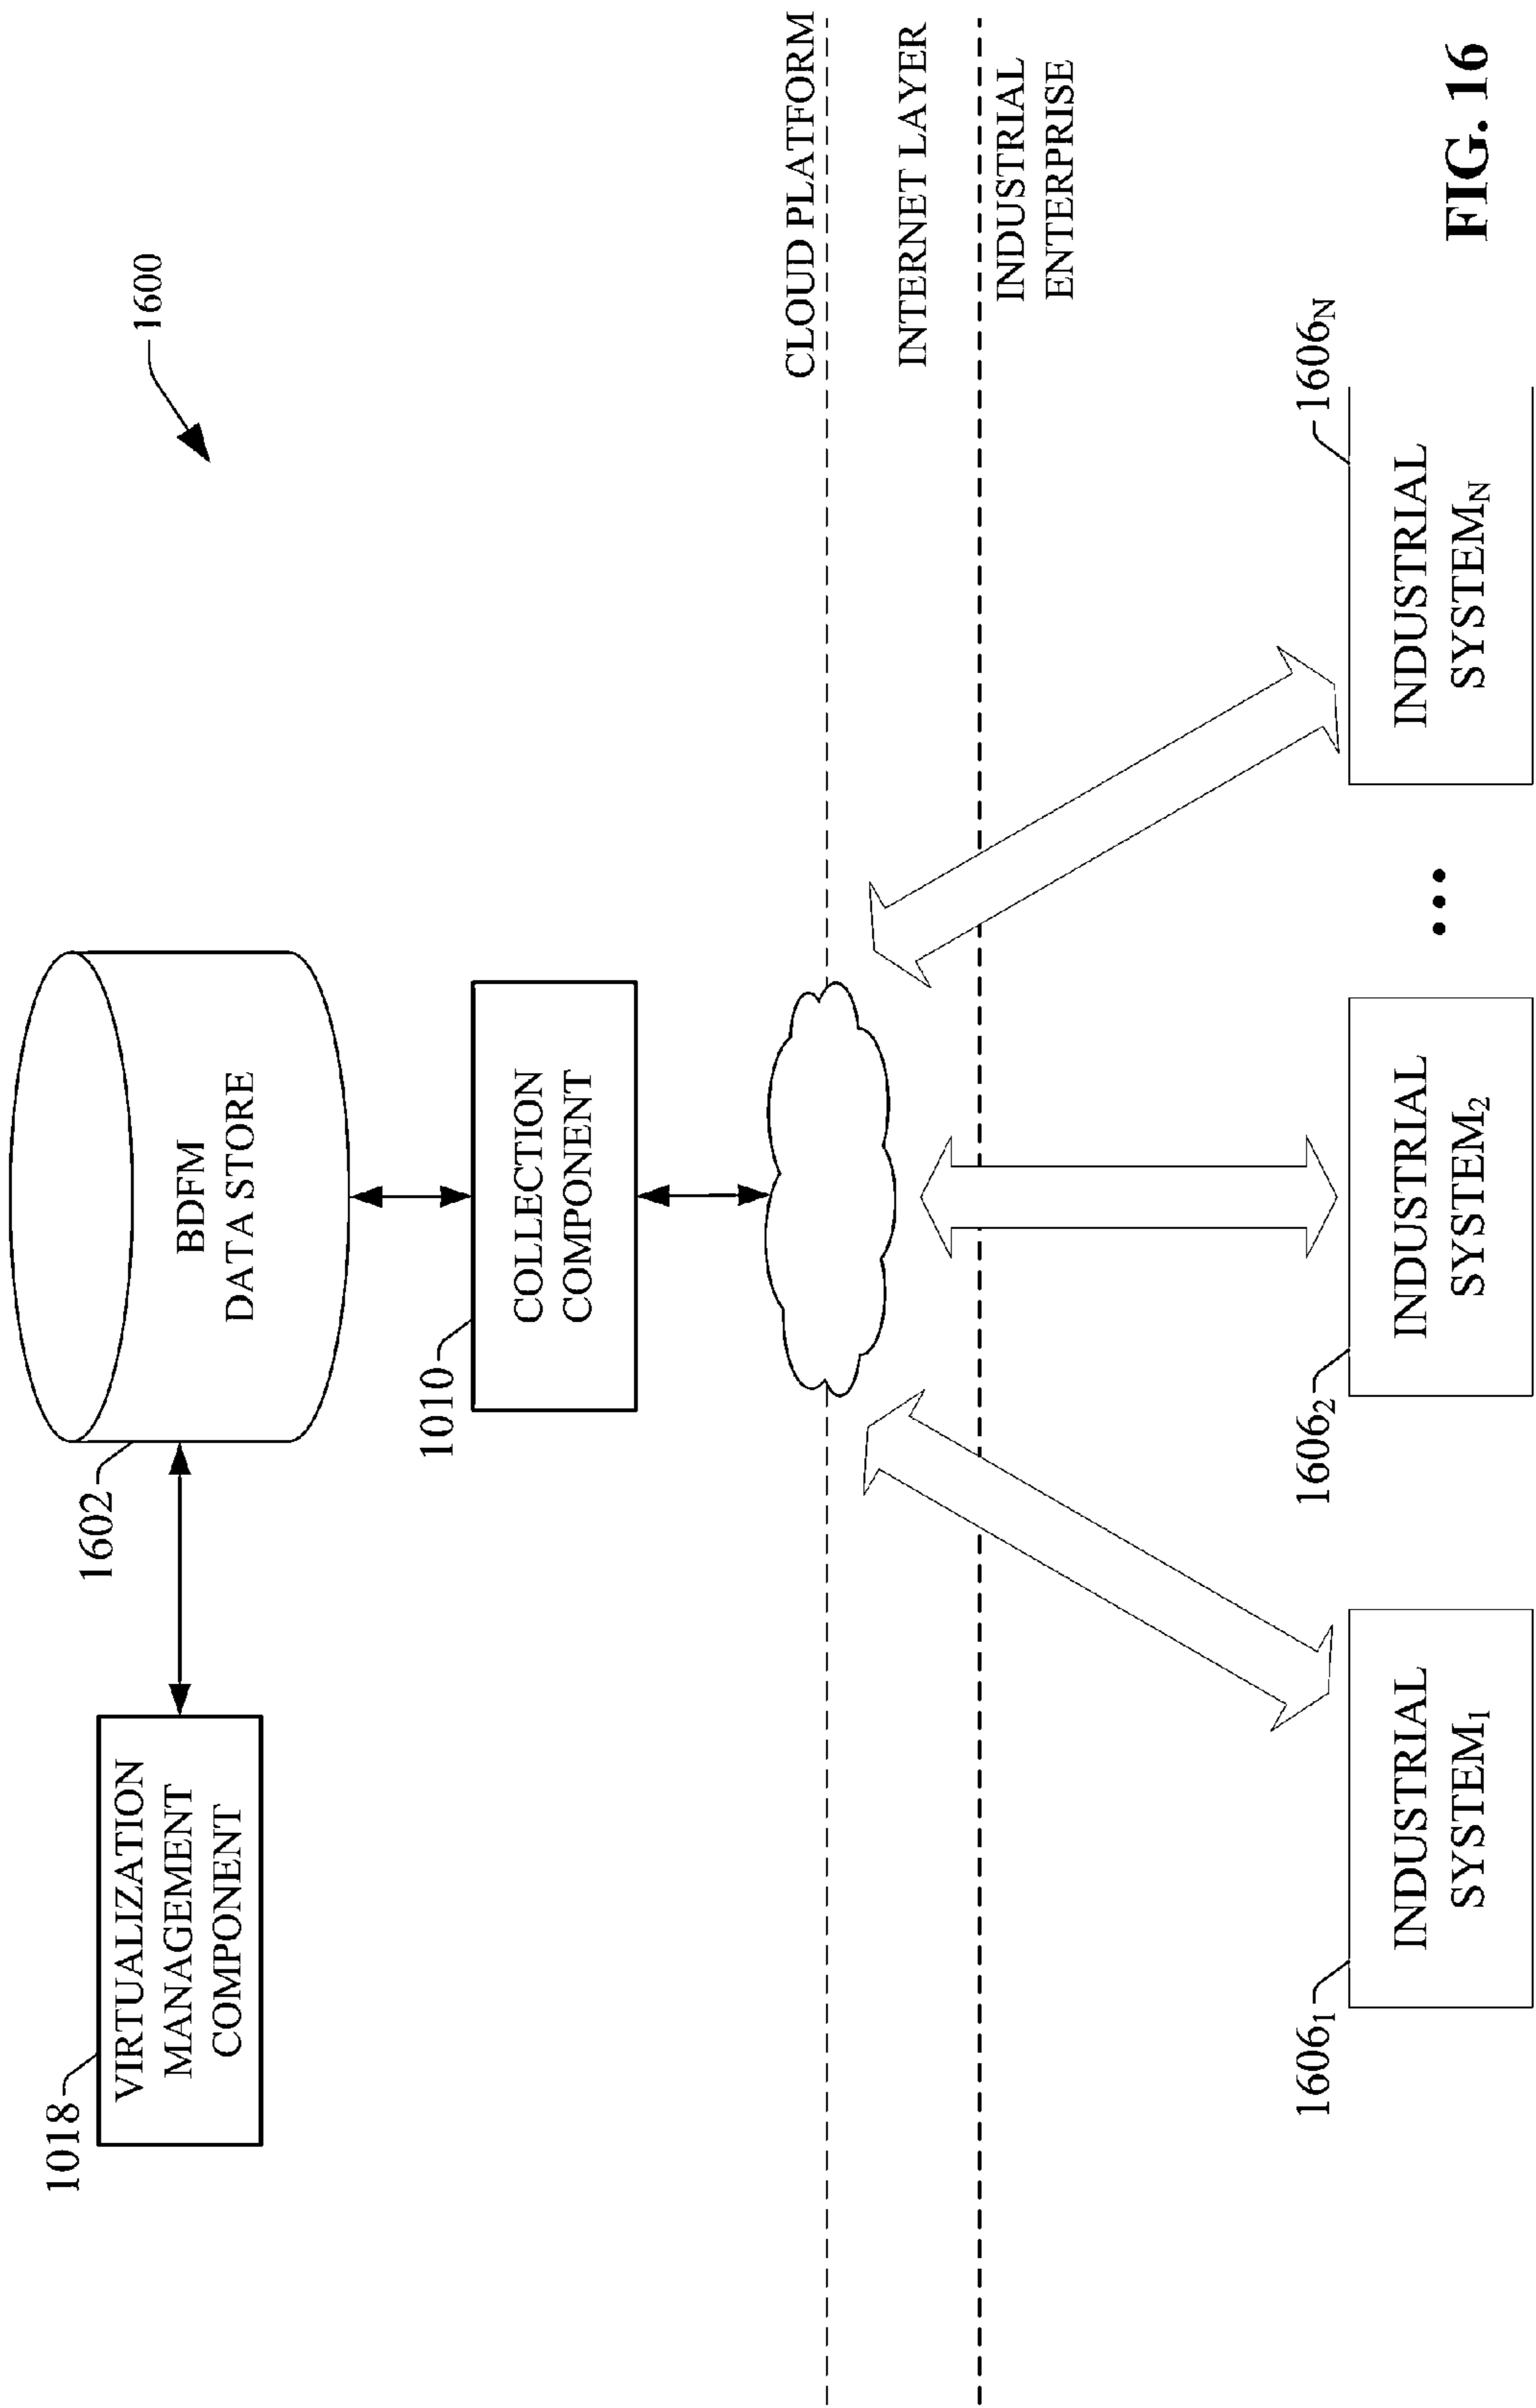 1600
1602
BDFM
DATA STORE
1018
VIRTUALIZATION
MANAGEMENT
COMPONENT
1010
COLLECTION
COMPONENT
CLOUD PLATFORM
INTERNET LAYER
INDUSTRIAL
ENTERPRISE
1606₁
INDUSTRIAL
SYSTEM₁
1606₂
INDUSTRIAL
SYSTEM₂
...
1606N
INDUSTRIAL
SYSTEMN
FIG. 16